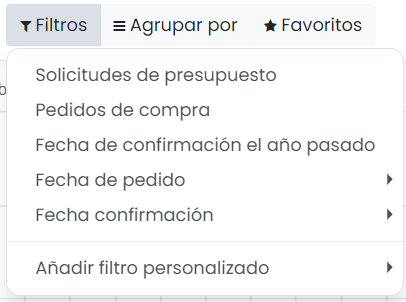 Filtros Agrupar por Favoritos
Solicitudes de presupuesto
Pedidos de compra
Fecha de confirmación el año pasado
Fecha de pedido
Fecha confirmación
Añadir filtro personalizado